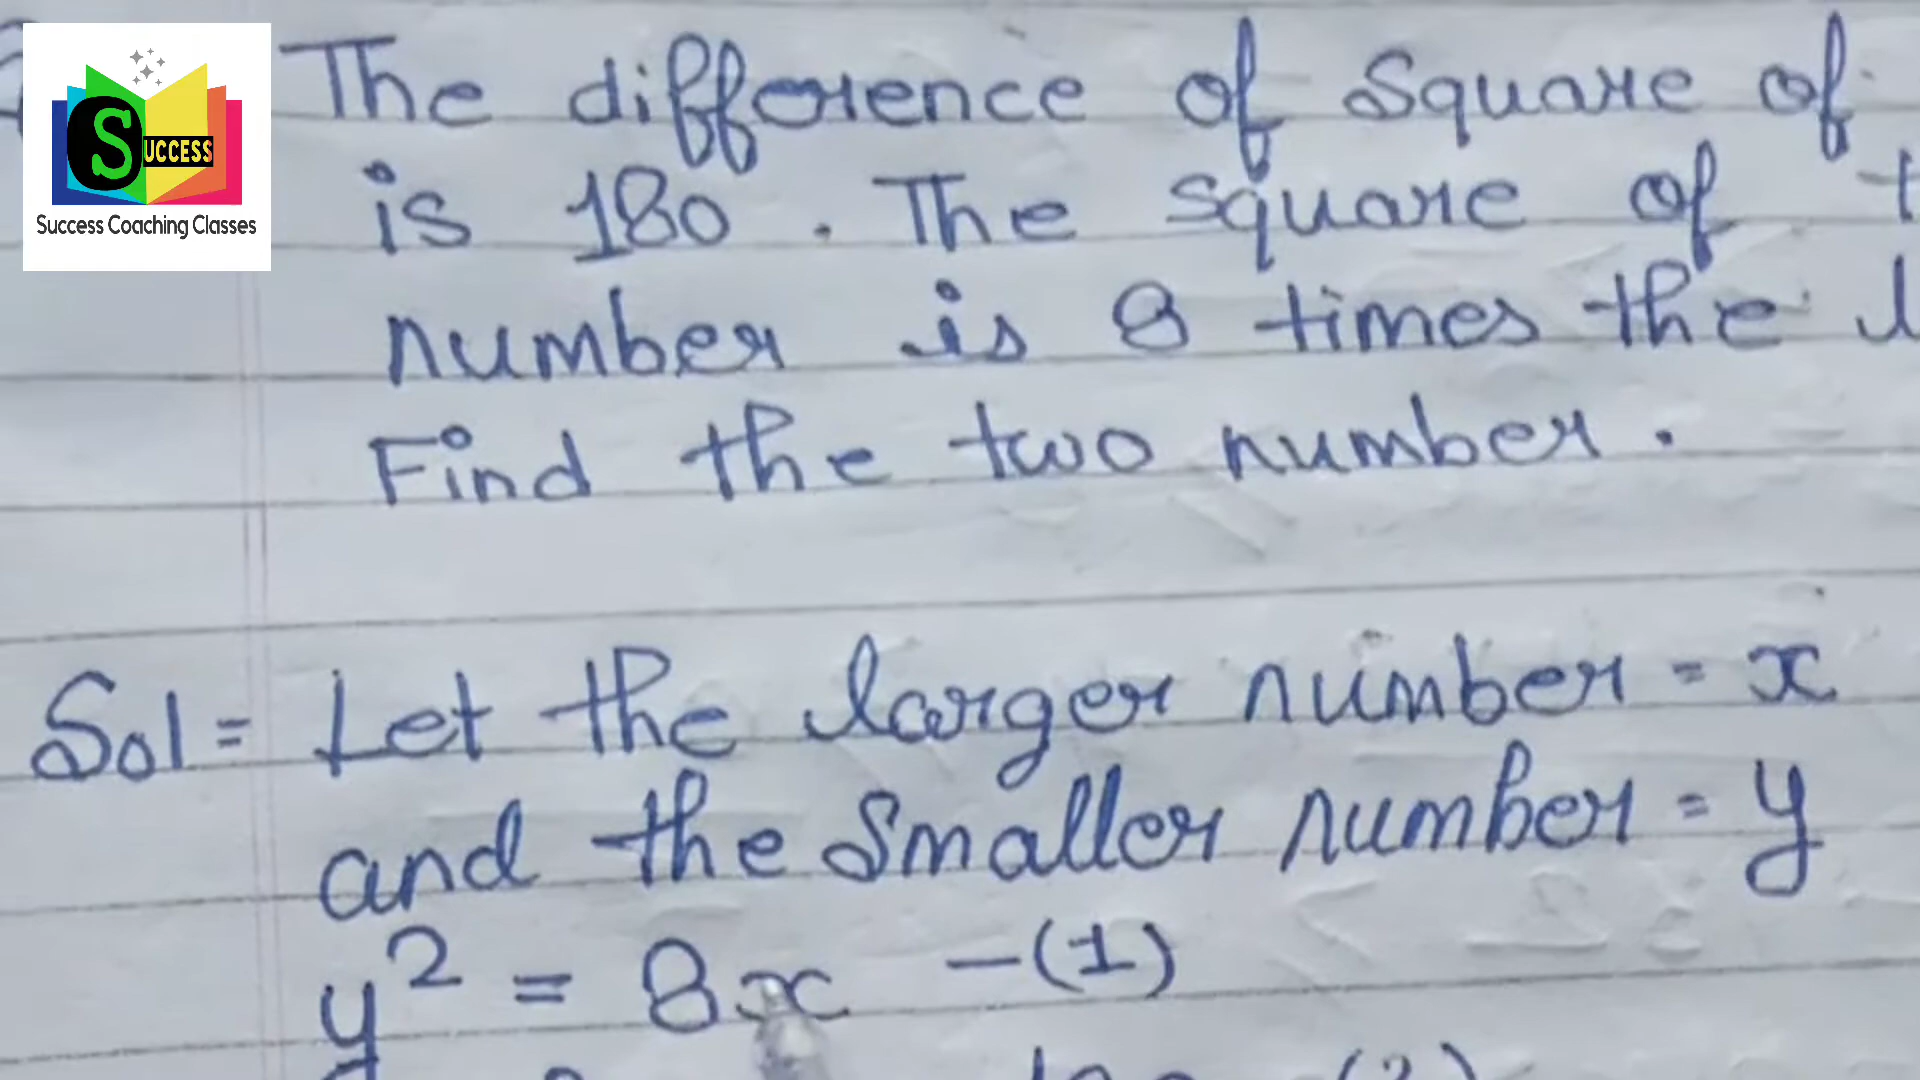 S
UCCESS
Success Coaching Classes
The difference of Square of
is 180 . The square of
number is 8 times the
Find the two number .
Sol = Let the larger number = x
and the smaller number = y
y² = 8x -(1)